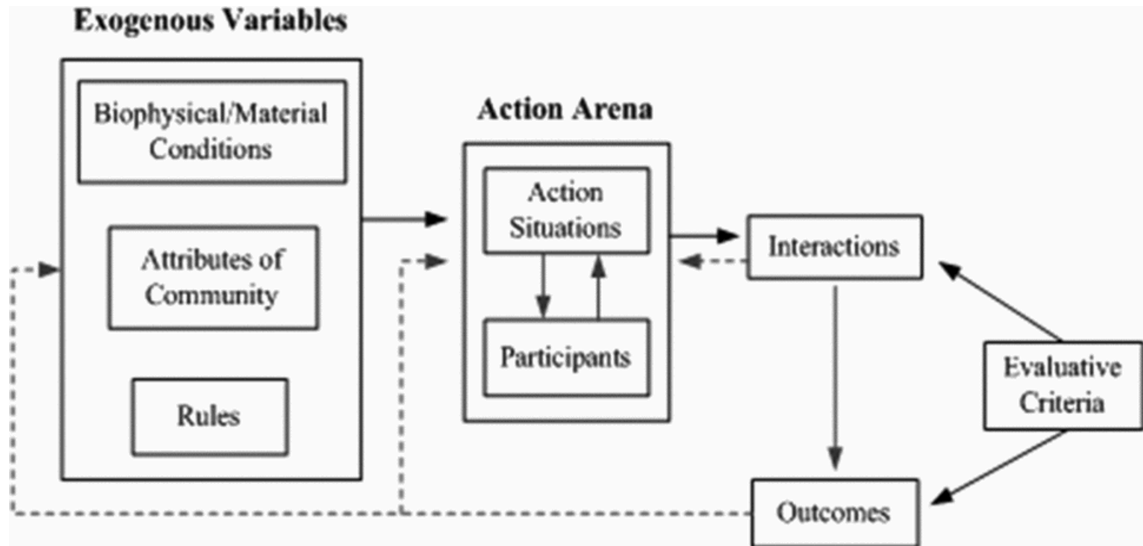 Exogenous Variables
Biophysical/Material
Conditions
Attributes of
Community
Rules
Action Arena
Action
Situations
Participants
Interactions
Outcomes
Evaluative
Criteria